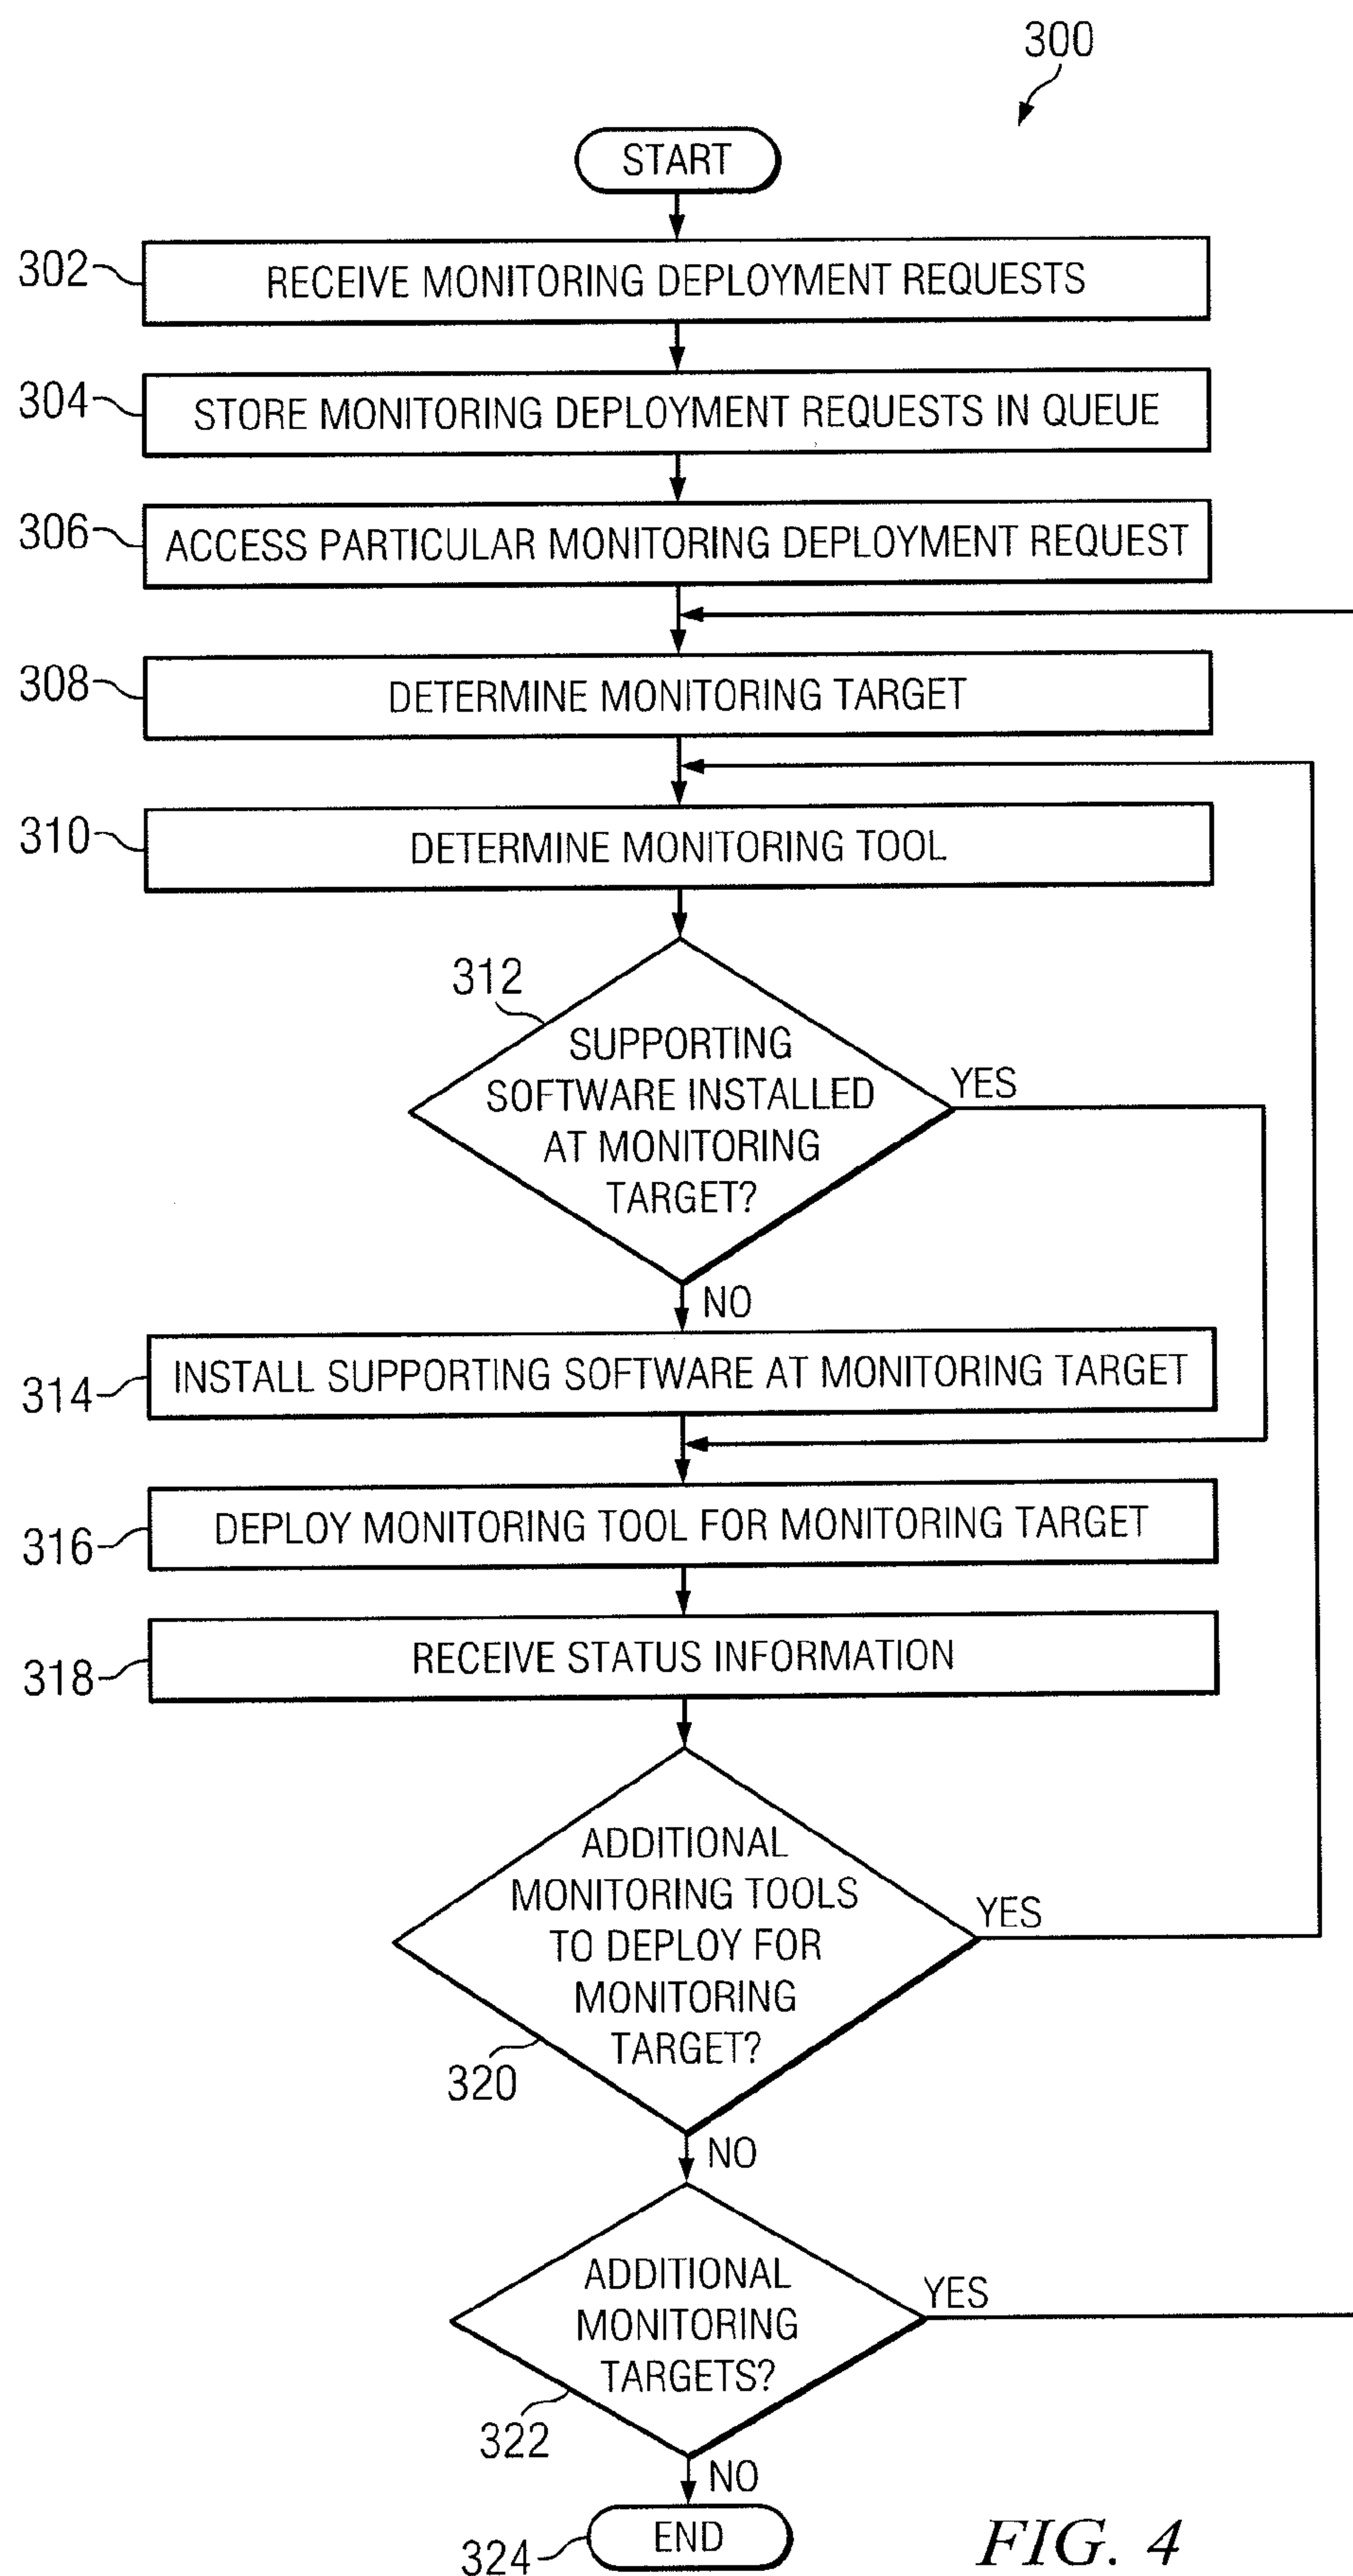 300
START
302
RECEIVE MONITORING DEPLOYMENT REQUESTS
304
STORE MONITORING DEPLOYMENT REQUESTS IN QUEUE
306
ACCESS PARTICULAR MONITORING DEPLOYMENT REQUEST
308
DETERMINE MONITORING TARGET
310
DETERMINE MONITORING TOOL
312
SUPPORTING
SOFTWARE INSTALLED
AT MONITORING
TARGET?
YES
NO
314
INSTALL SUPPORTING SOFTWARE AT MONITORING TARGET
316
DEPLOY MONITORING TOOL FOR MONITORING TARGET
318
RECEIVE STATUS INFORMATION
ADDITIONAL
MONITORING TOOLS
TO DEPLOY FOR
MONITORING
TARGET?
YES
320
NO
ADDITIONAL
MONITORING
TARGETS?
YES
322
NO
324
END
FIG. 4